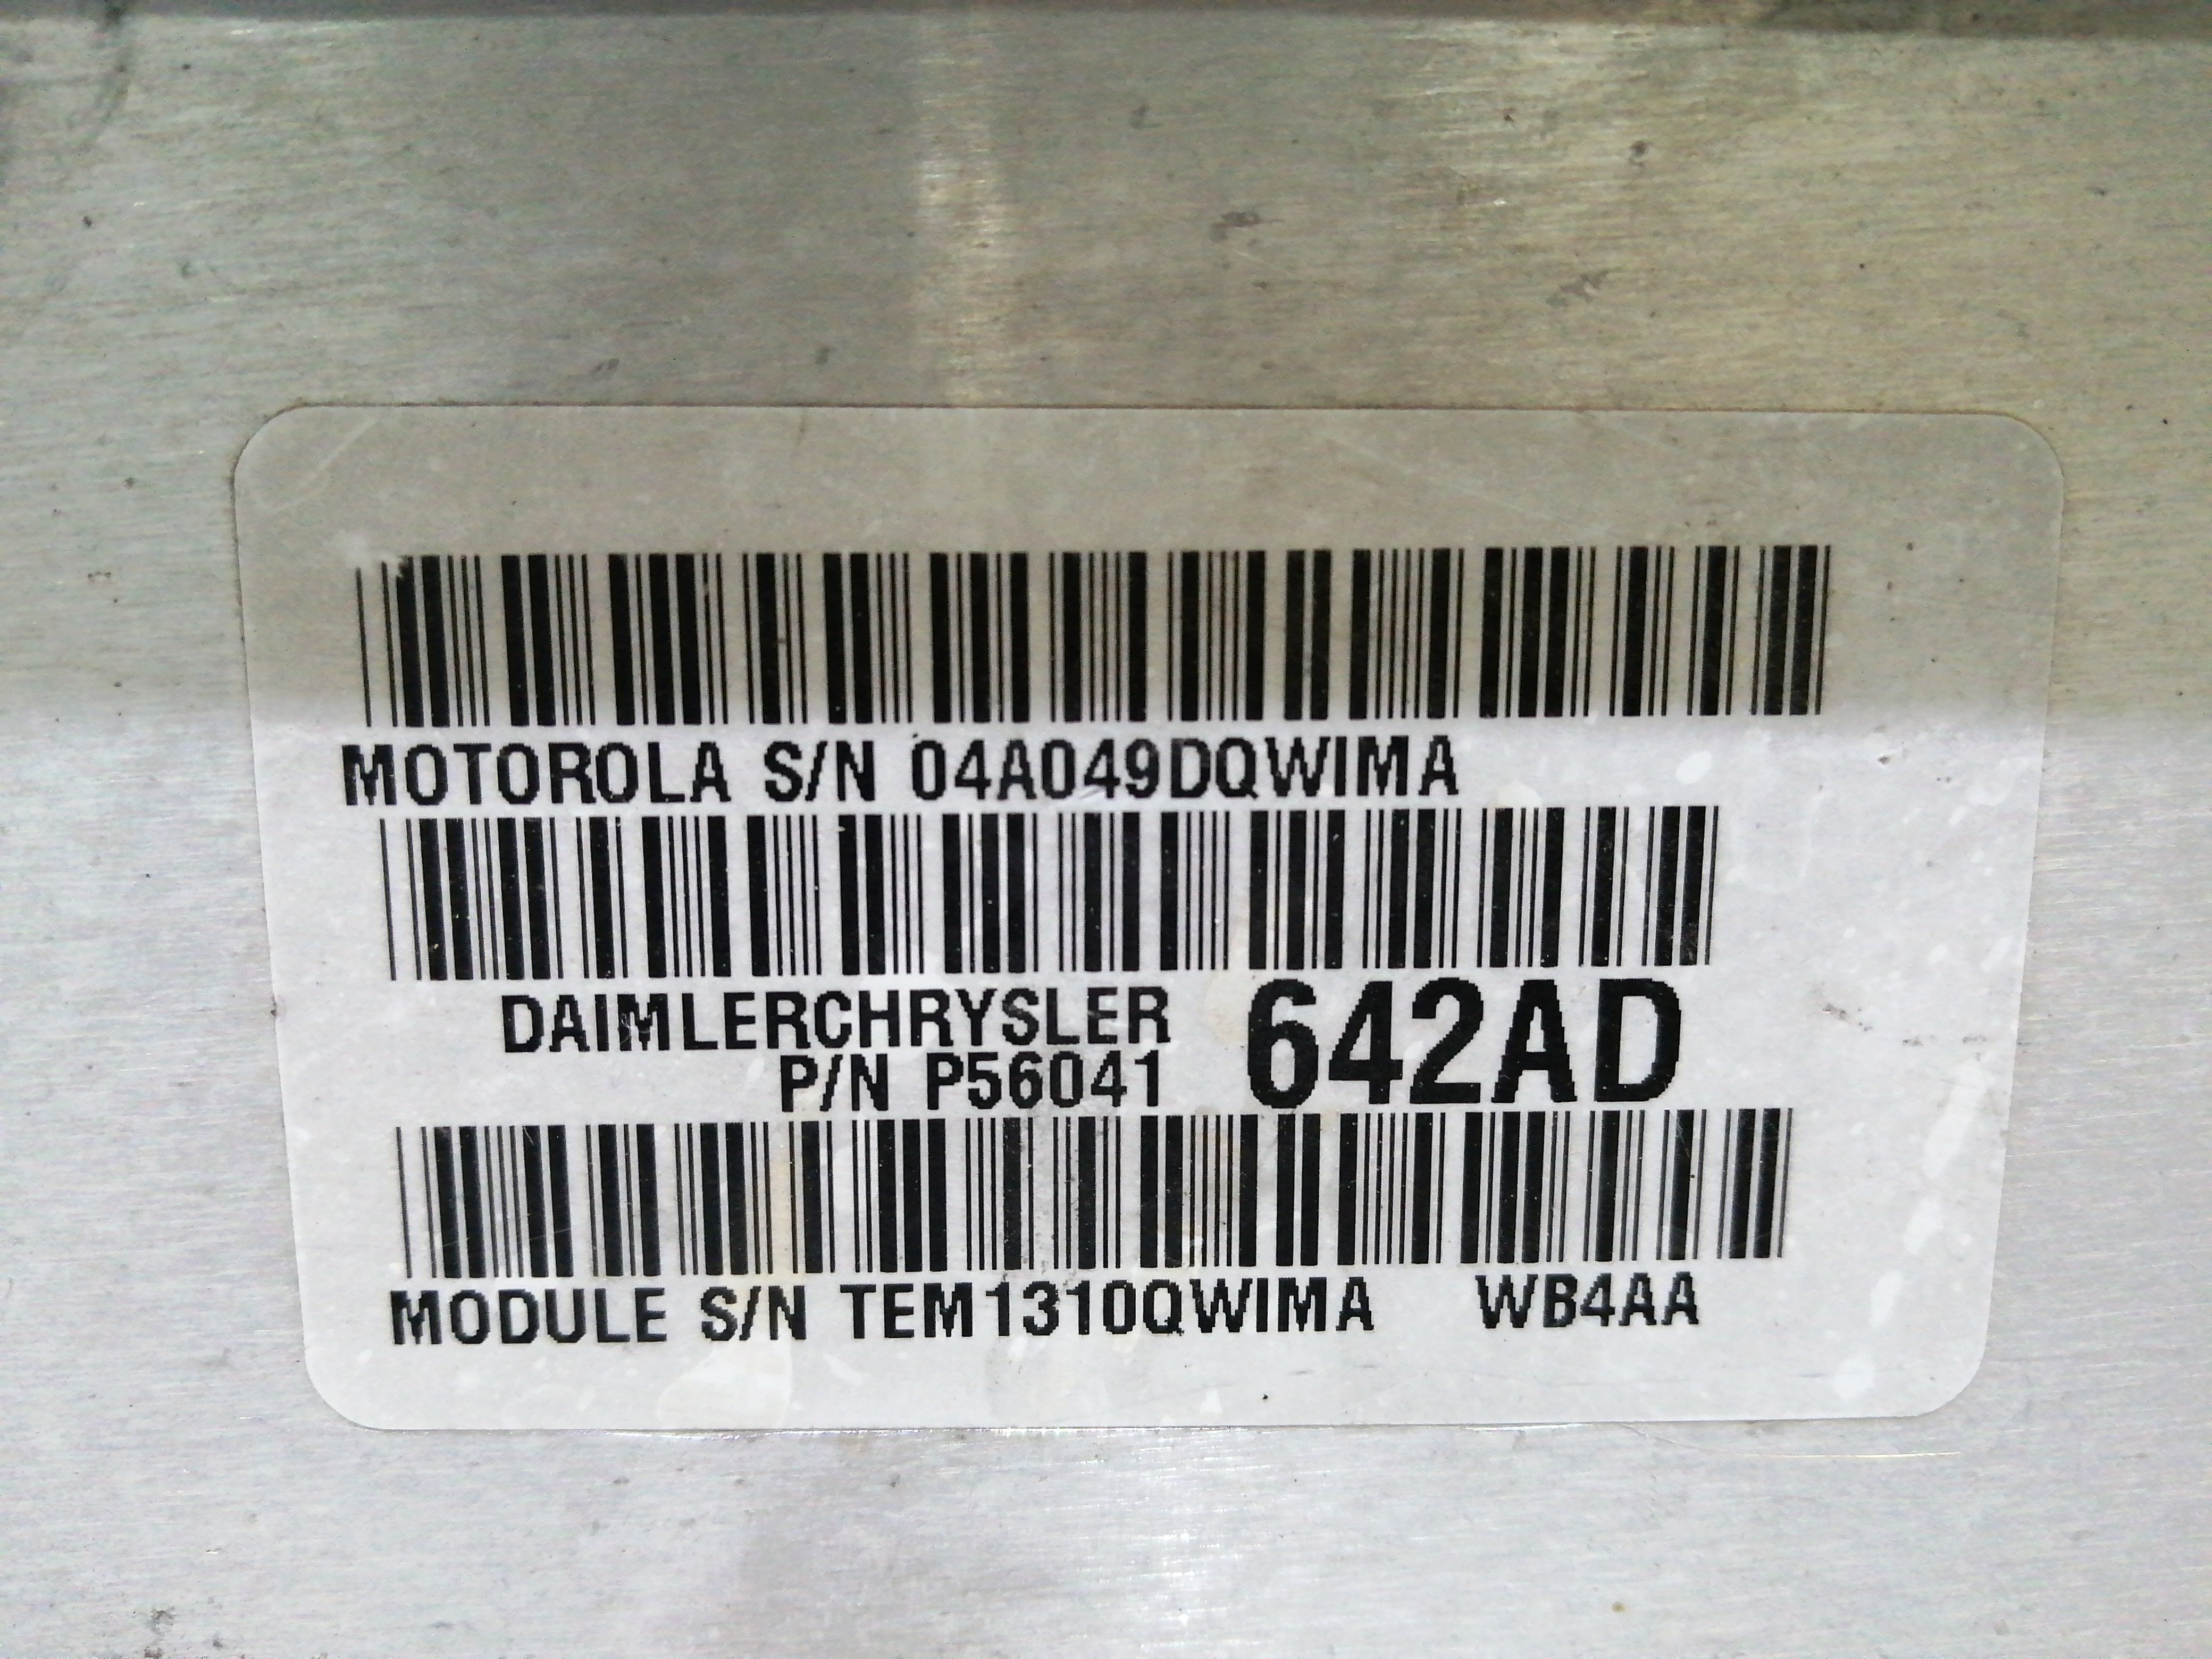 MOTOROLA S/N 04A049DQWIMA
DAIMLERCHRYSLER
P/N P56041 642AD
MODULE S/N TEM1310QWIMA WB4AA